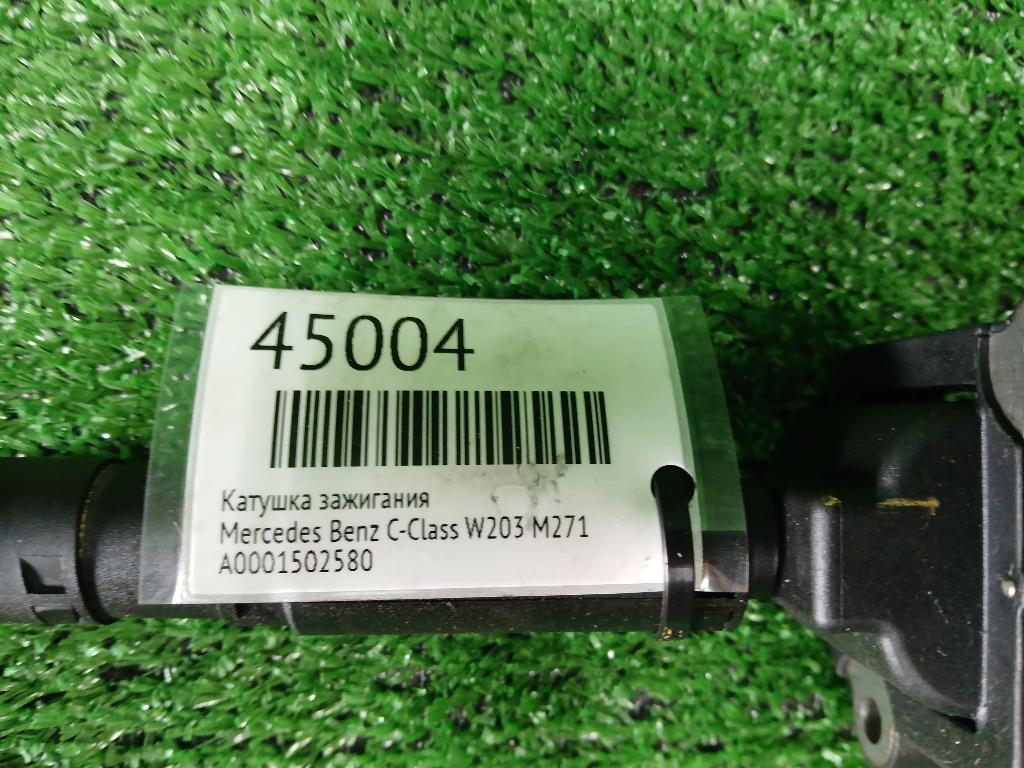 45004
Катушка зажигания
Mercedes Benz C-Class W203 M271
A0001502580